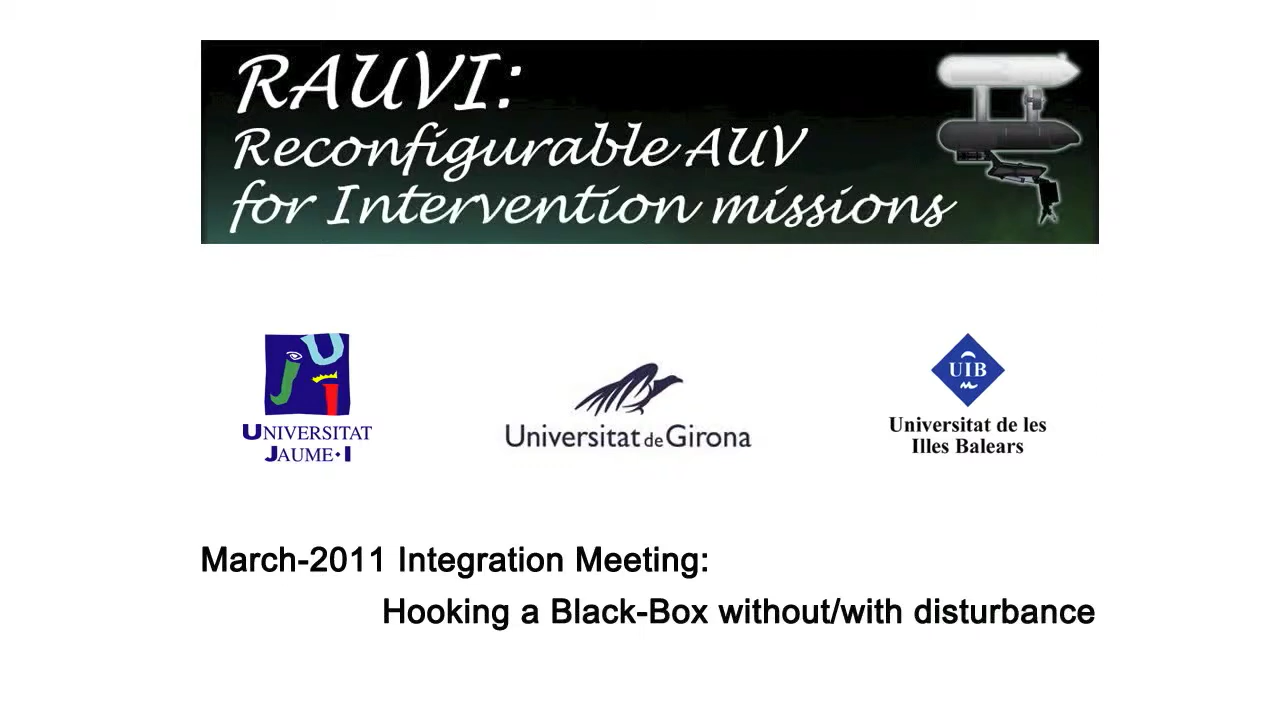 RAUVI:
Reconfigurable AUV
for Intervention missions
UJI
UNIVERSITAT
JAUME·I
Universitat de Girona
UIB
Universitat de les
Illes Balears
March-2011 Integration Meeting:
Hooking a Black-Box without/with disturbance